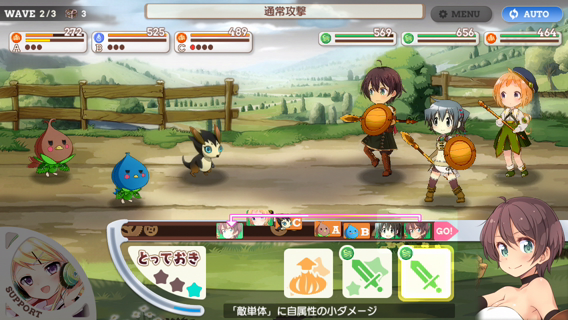 WAVE 2/3 3
通常攻撃
MENU
AUTO
272
A
525
B
489
C
569
656
464
C A B GO!
とっておき
SUPPORT
「敵単体」に自属性の小ダメージ